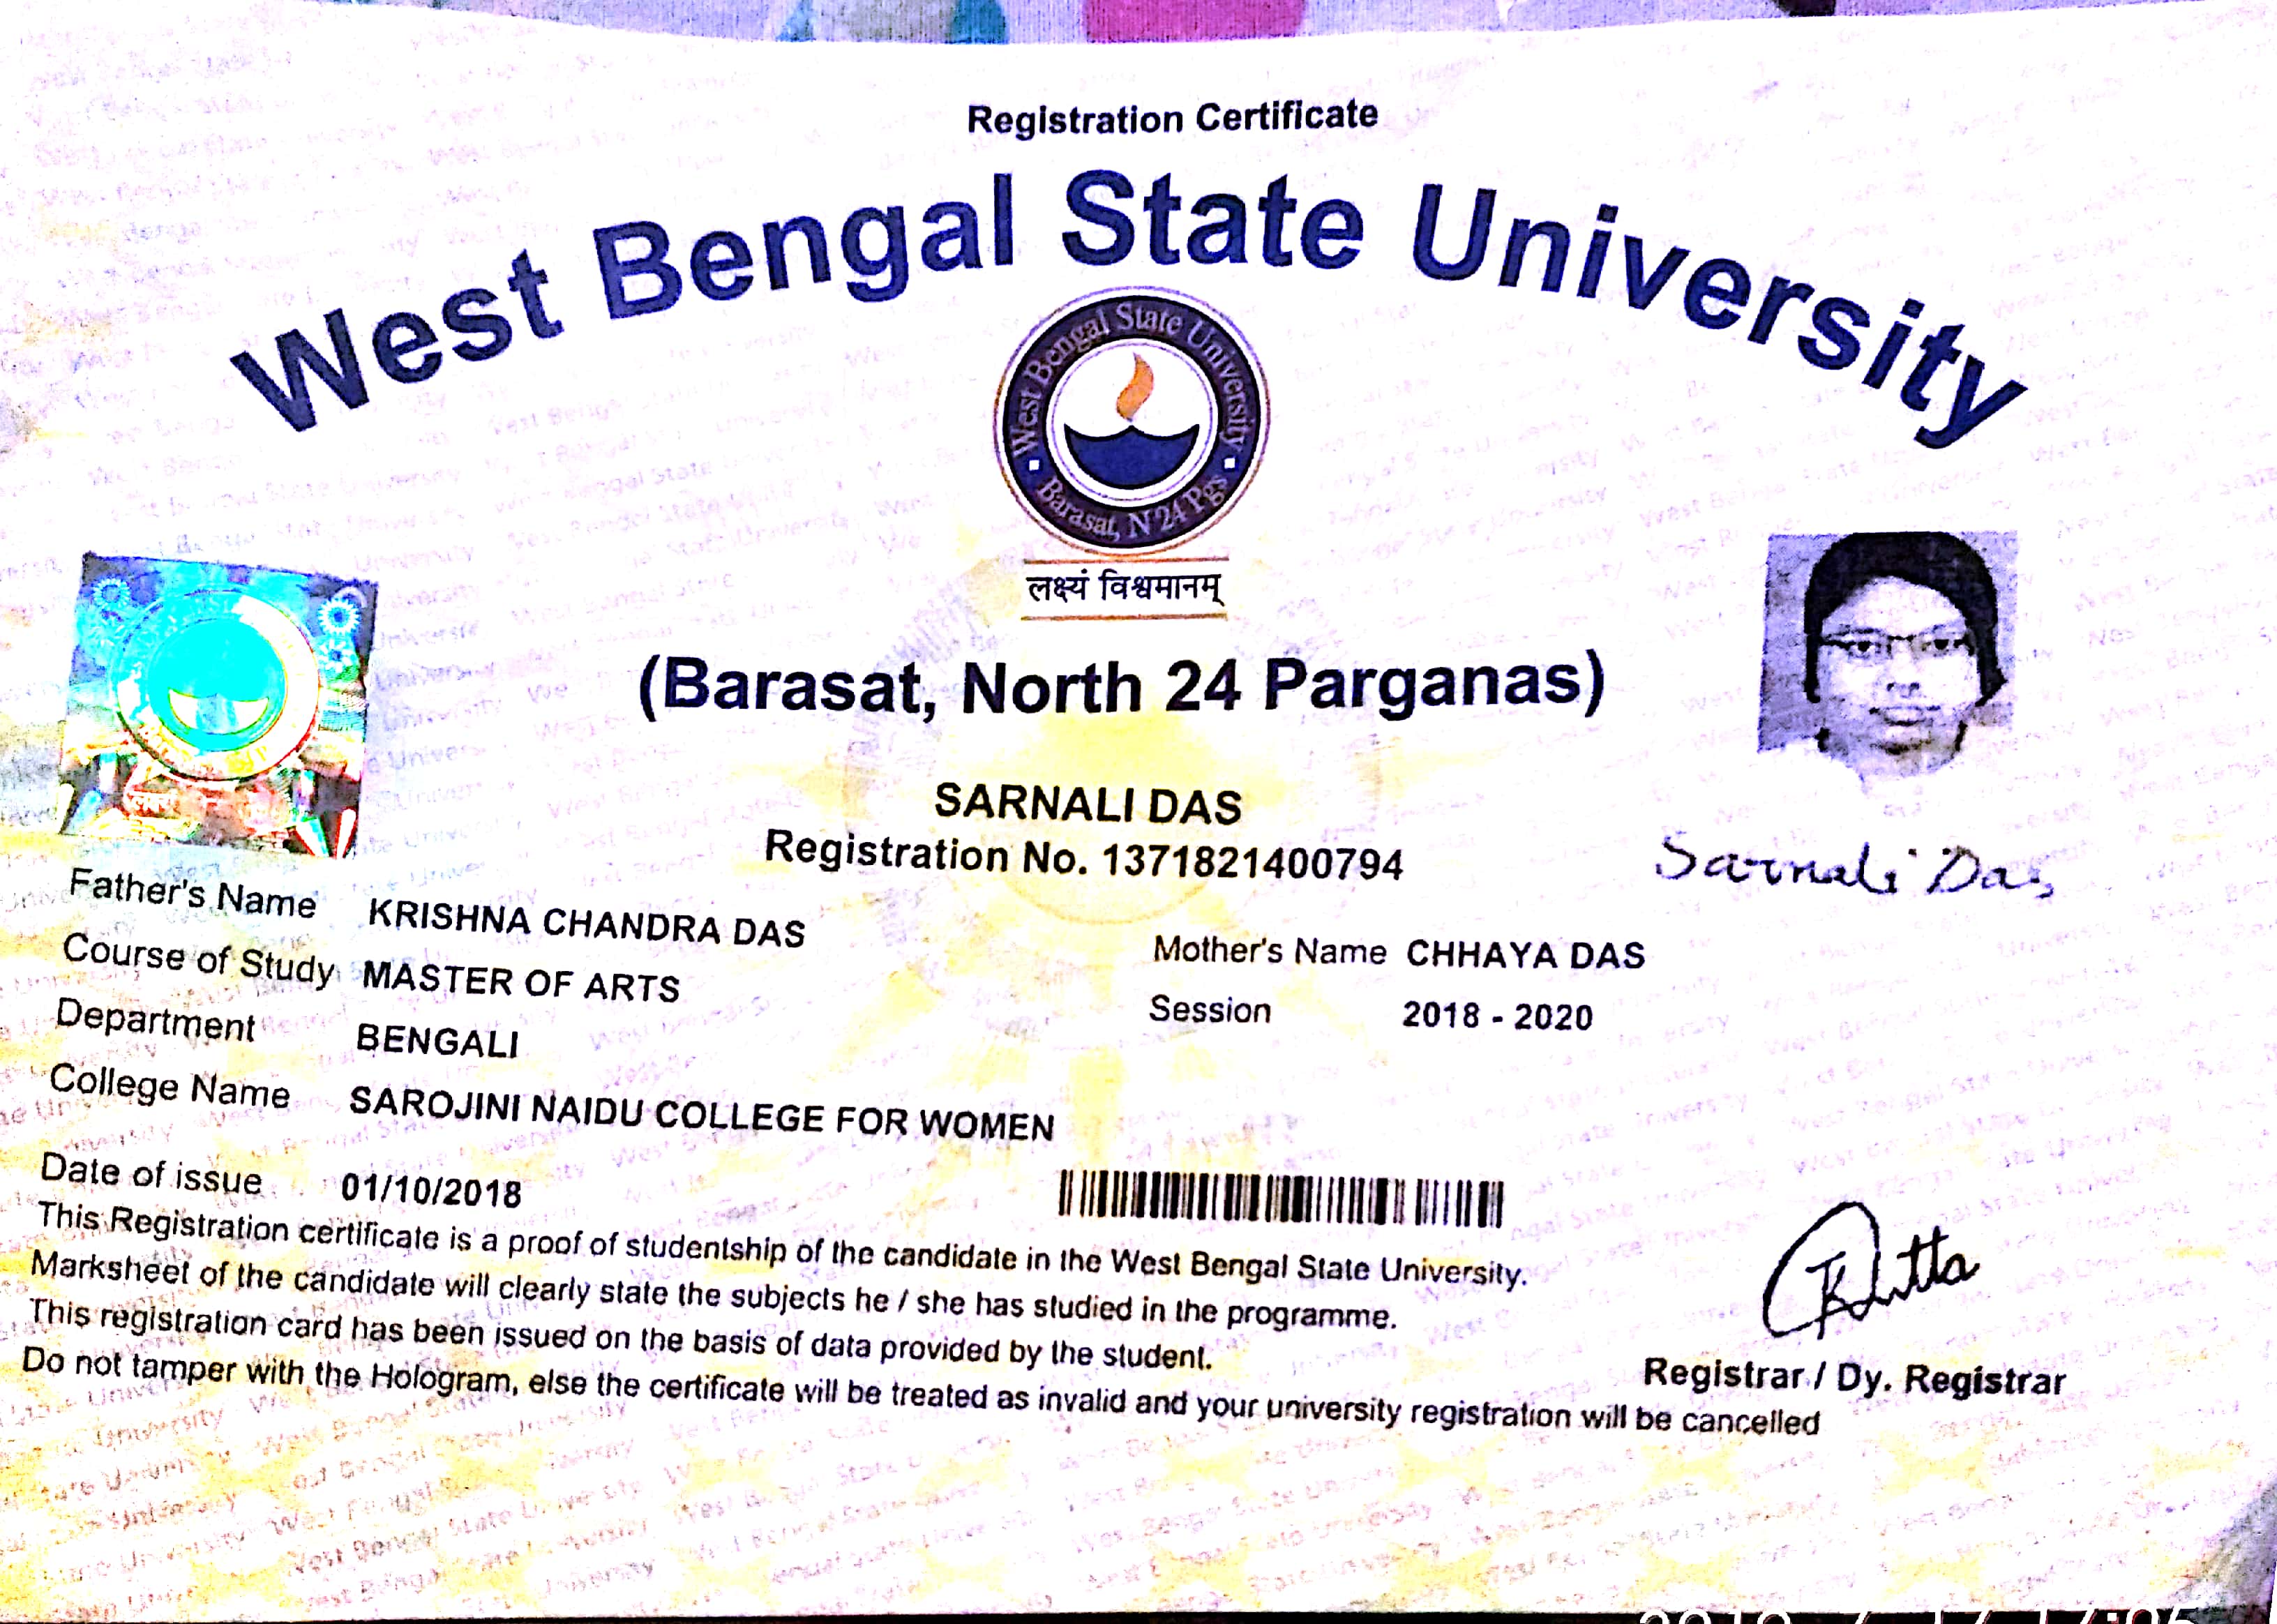 Registration Certificate
West Bengal State University
West Bengal State University
Barasat, N 24 Pgs
लक्ष्यं विश्वमानम्
(Barasat, North 24 Parganas)
SARNALI DAS
Registration No. 1371821400794
Sarnali Das
Father's Name KRISHNA CHANDRA DAS
Mother's Name CHHAYA DAS
Course of Study MASTER OF ARTS
Session 2018 - 2020
Department BENGALI
College Name SAROJINI NAIDU COLLEGE FOR WOMEN
Date of issue 01/10/2018
This Registration certificate is a proof of studentship of the candidate in the West Bengal State University.
Marksheet of the candidate will clearly state the subjects he / she has studied in the programme.
This registration card has been issued on the basis of data provided by the student.
Do not tamper with the Hologram, else the certificate will be treated as invalid and your university registration will be cancelled
Registrar / Dy. Registrar